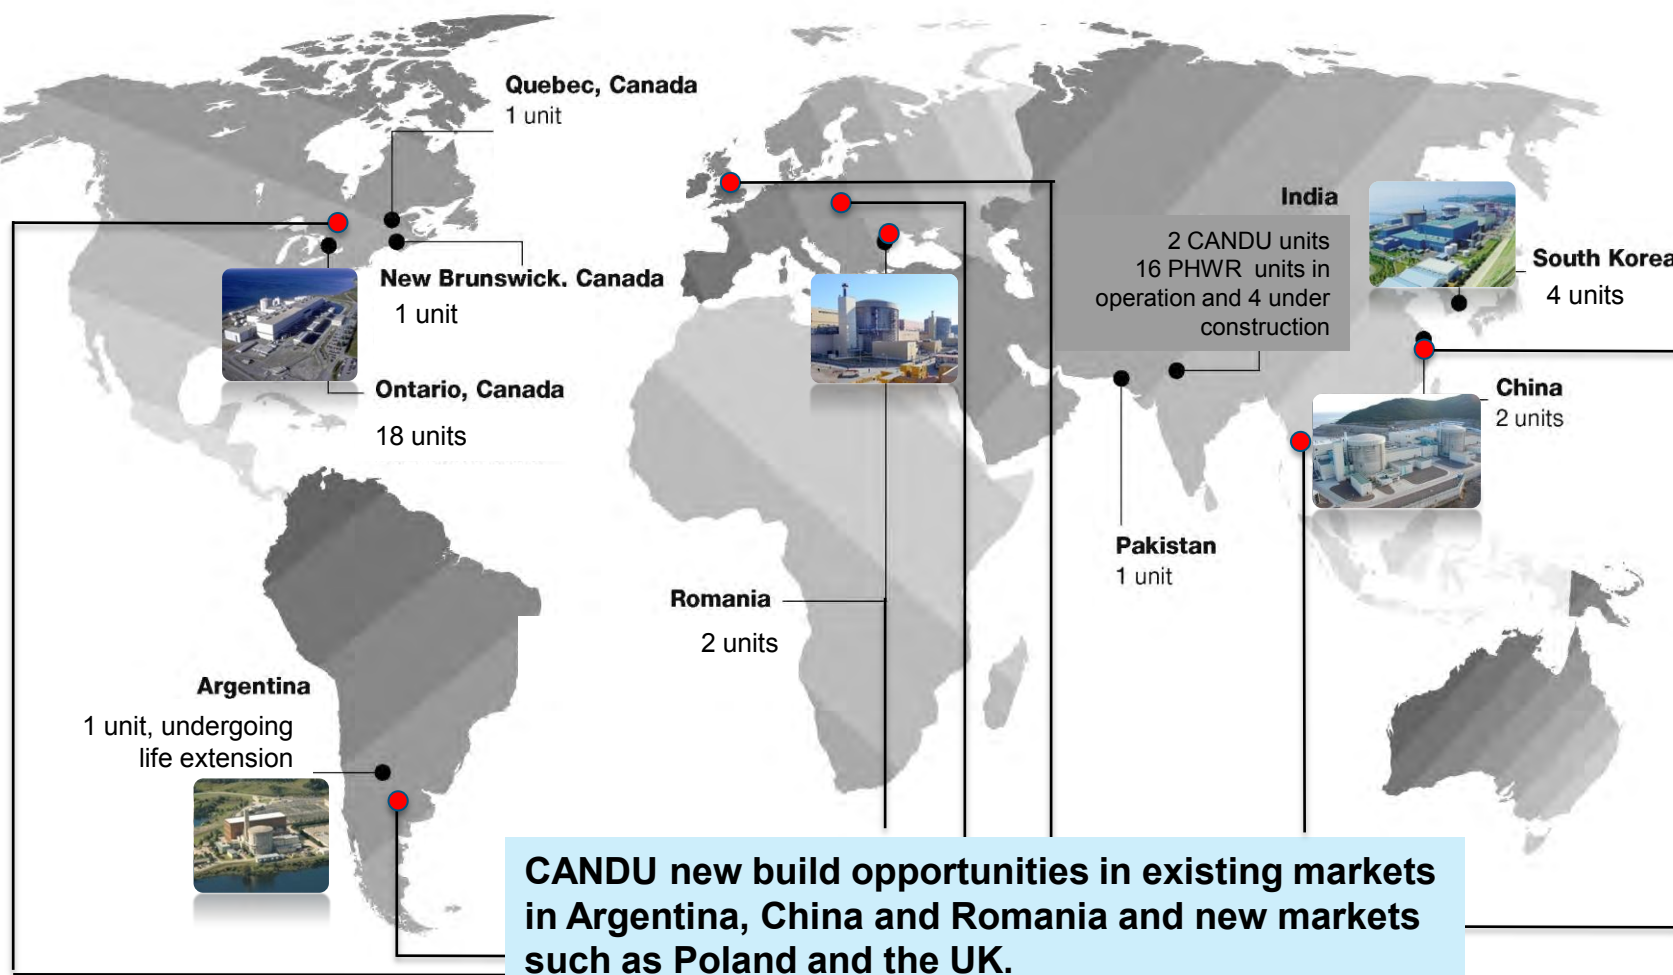 Quebec, Canada
1 unit
New Brunswick. Canada
1 unit
Ontario, Canada
18 units
India
2 CANDU units
16 PHWR units in
operation and 4 under
construction
South Korea
4 units
China
2 units
Pakistan
1 unit
Romania
2 units
Argentina
1 unit, undergoing
life extension
CANDU new build opportunities in existing markets
in Argentina, China and Romania and new markets
such as Poland and the UK.